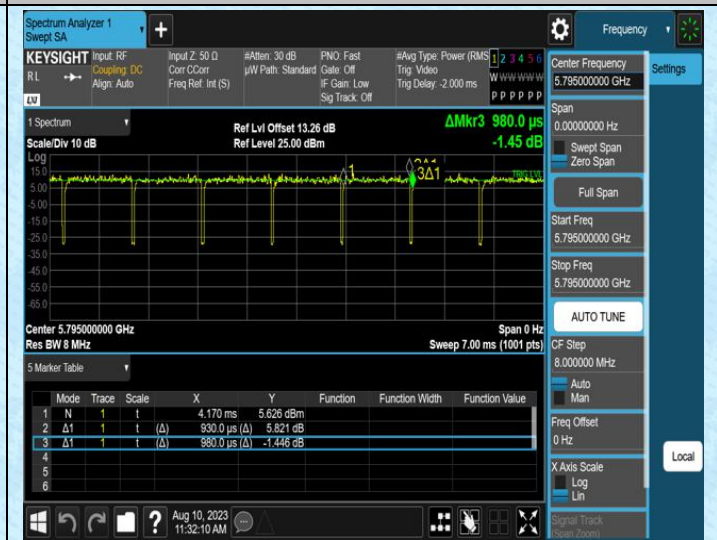 Spectrum Analyzer 1
Swept SA
+
Frequency
KEYSIGHT Input: RF Input Z: 50 Ω #Atten: 30 dB PNO: Fast #Avg Type: Power (RMS 1 2 3 4 5 6
RL Coupling: DC Corr CCorr µW Path: Standard Gate: Off Trig: Video W W W W W W
Align: Auto Freq Ref: Int (S) IF Gain: Low Trig Delay: -2.000 ms
Sig Track: Off P P P P P P
LXI
1 Spectrum Ref Lvl Offset 13.26 dB ΔMkr3 980.0 µs
Scale/Div 10 dB Ref Level 25.00 dBm -1.45 dB
Log
15.0
5.00
-5.00
-15.0
-25.0
-35.0
-45.0
-55.0
-65.0
1
3Δ1
TRIG LVL
Center 5.795000000 GHz Span 0 Hz
Res BW 8 MHz Sweep 7.00 ms (1001 pts)
5 Marker Table
Mode Trace Scale X Y Function Function Width Function Value
1 N 1 t 4.170 ms 5.626 dBm
2 Δ1 1 t (Δ) 930.0 µs (Δ) 5.821 dB
3 Δ1 1 t (Δ) 980.0 µs (Δ) -1.446 dB
4
5
6
Aug 10, 2023
11:32:10 AM
?
Center Frequency
5.795000000 GHz
Span
0.00000000 Hz
Swept Span
Zero Span
Full Span
Start Freq
5.795000000 GHz
Stop Freq
5.795000000 GHz
AUTO TUNE
CF Step
8.000000 MHz
Auto
Man
Freq Offset
0 Hz
X Axis Scale
Log
Lin
Signal Track
(Span Zoom)
Settings
Local